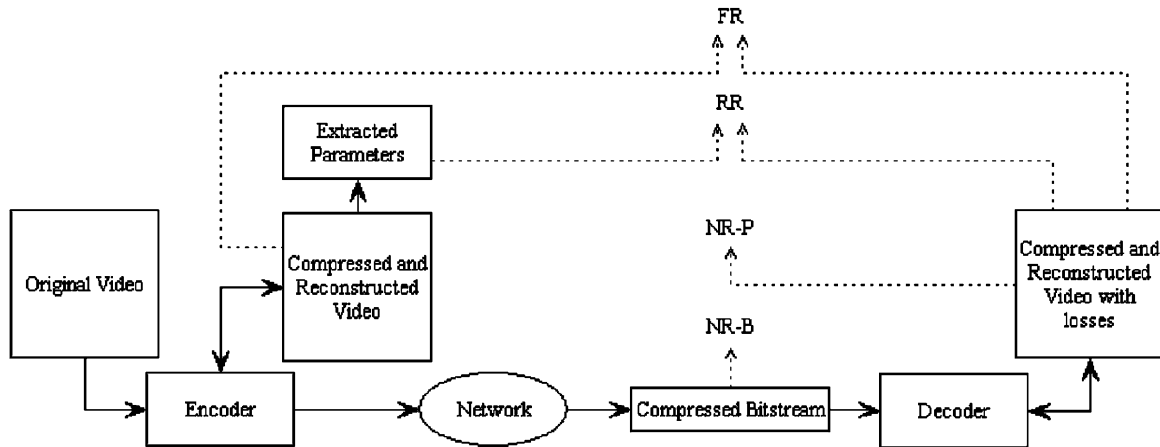 FR
RR
Extracted
Parameters
Original Video
Compressed and
Reconstructed
Video
NR-P
Compressed and
Reconstructed
Video with
losses
NR-B
Encoder
Network
Compressed Bitstream
Decoder